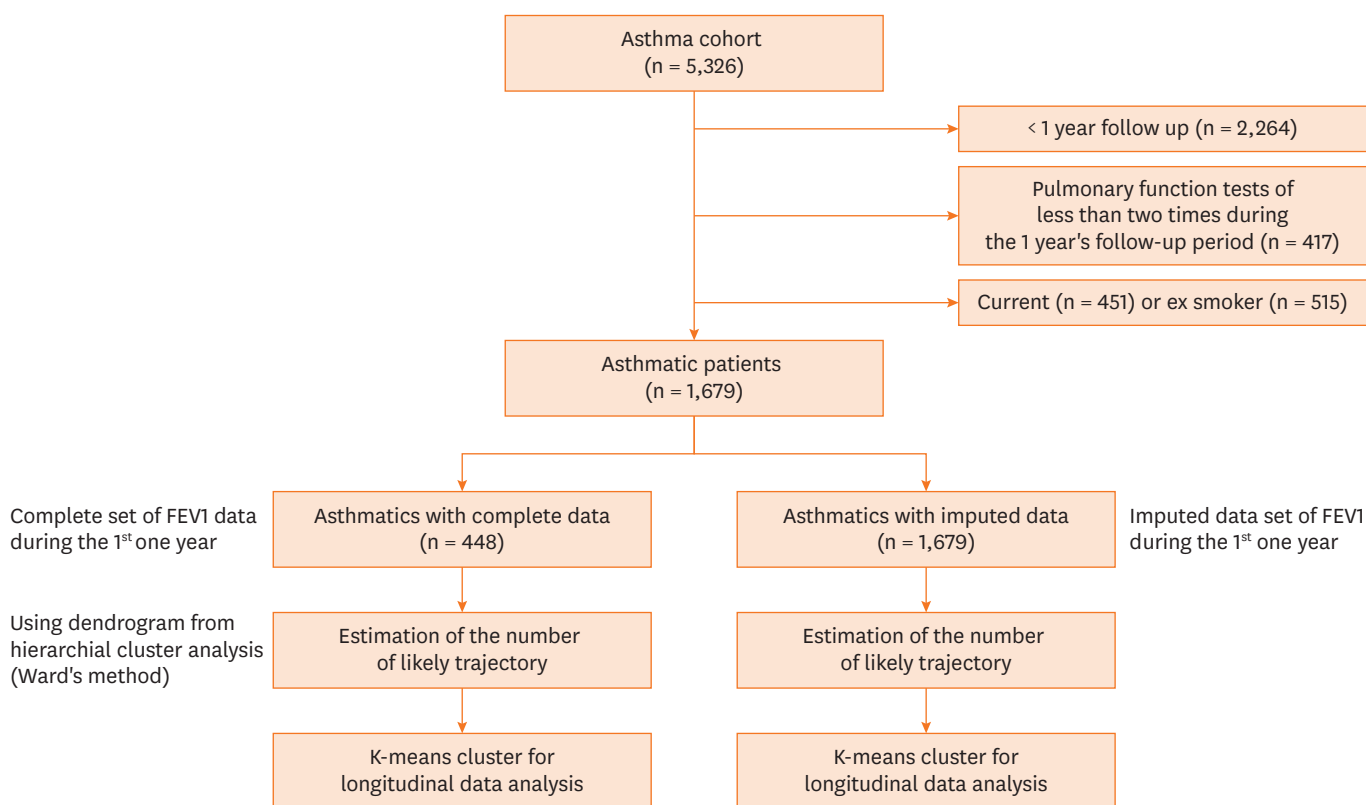 Asthma cohort
(n = 5,326)
< 1 year follow up (n = 2,264)
Pulmonary function tests of
less than two times during
the 1 year's follow-up period (n = 417)
Current (n = 451) or ex smoker (n = 515)
Asthmatic patients
(n = 1,679)
Complete set of FEV1 data
during the 1st one year
Asthmatics with complete data
(n = 448)
Asthmatics with imputed data
(n = 1,679)
Imputed data set of FEV1
during the 1st one year
Using dendrogram from
hierarchial cluster analysis
(Ward's method)
Estimation of the number
of likely trajectory
Estimation of the number
of likely trajectory
K-means cluster for
longitudinal data analysis
K-means cluster for
longitudinal data analysis